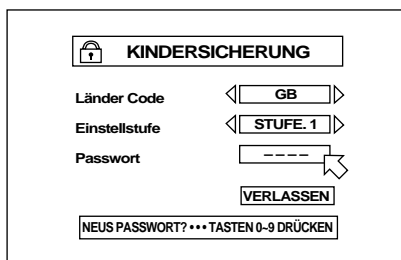 KINDERSICHERUNG
Länder Code GB
Einstellstufe STUFE. 1
Passwort – – – –
VERLASSEN
NEUS PASSWORT? ••• TASTEN 0~9 DRÜCKEN